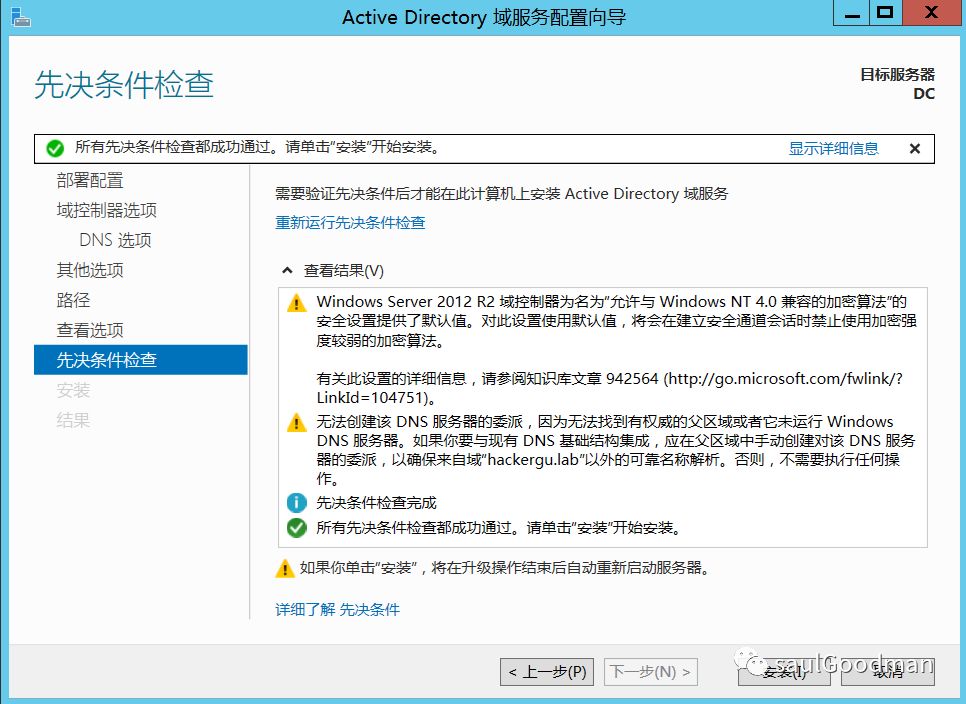 Active Directory 域服务配置向导
先决条件检查
目标服务器
DC
所有先决条件检查都成功通过。请单击"安装"开始安装。
显示详细信息
部署配置
域控制器选项
DNS 选项
其他选项
路径
查看选项
先决条件检查
安装
结果
需要验证先决条件后才能在此计算机上安装 Active Directory 域服务
重新运行先决条件检查
查看结果(V)
Windows Server 2012 R2 域控制器为名为"允许与 Windows NT 4.0 兼容的加密算法"的
安全设置提供了默认值。对此设置使用默认值，将会在建立安全通道会话时禁止使用加密强
度较弱的加密算法。
有关此设置的详细信息，请参阅知识库文章 942564 (http://go.microsoft.com/fwlink/?
LinkId=104751)。
无法创建该 DNS 服务器的委派，因为无法找到有权威的父区域或者它未运行 Windows
DNS 服务器。如果你要与现有 DNS 基础结构集成，应在父区域中手动创建对该 DNS 服务
器的委派，以确保来自域"hackergu.lab"以外的可靠名称解析。否则，不需要执行任何操
作。
先决条件检查完成
所有先决条件检查都成功通过。请单击"安装"开始安装。
如果你单击"安装"，将在升级操作结束后自动重新启动服务器。
详细了解 先决条件
< 上一步(P)
下一步(N) >
安装(I)
取消
saulGoodman